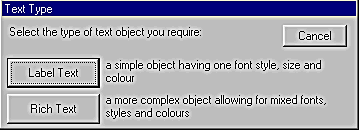 Text Type
Select the type of text object you require:
Cancel
Label Text
a simple object having one font style, size and
colour
Rich Text
a more complex object allowing for mixed fonts,
styles and colours